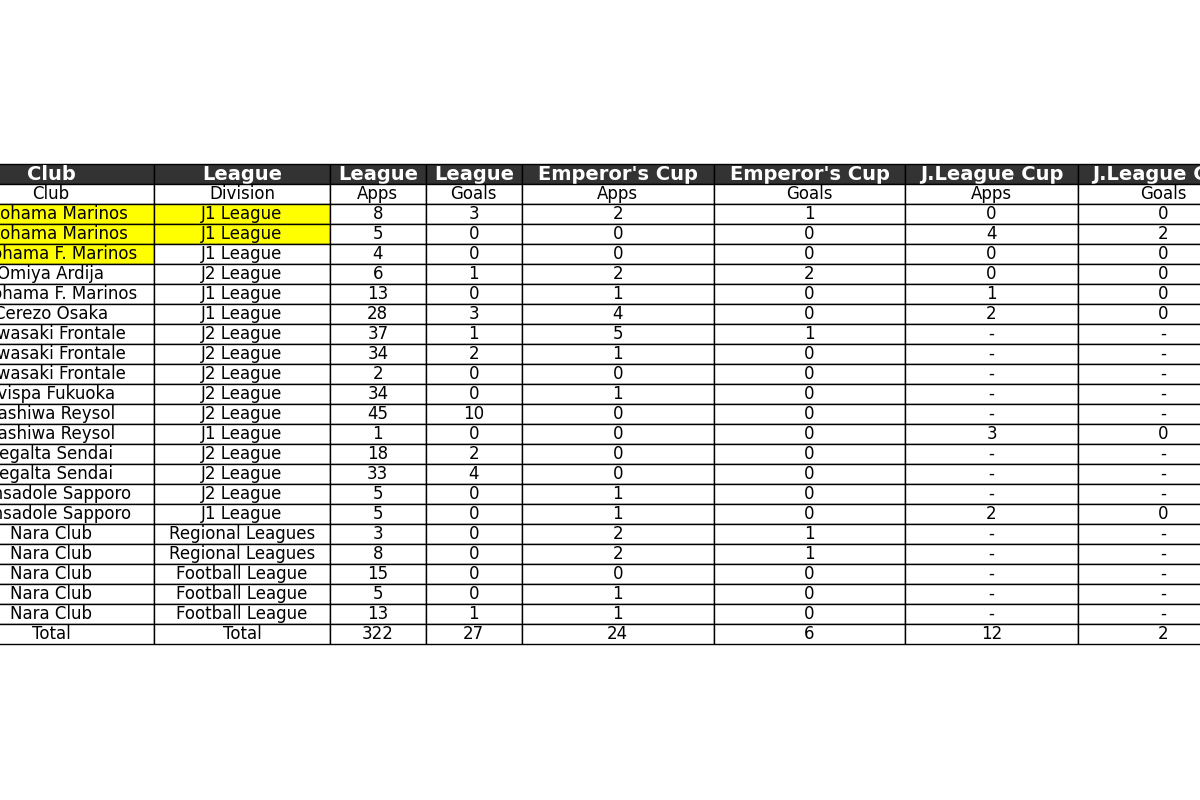 Club League League League Emperor's Cup Emperor's Cup J.League Cup J.League C
Club Division Apps Goals Apps Goals Apps Goals
ohama Marinos J1 League 8 3 2 1 0 0
ohama Marinos J1 League 5 0 0 0 4 2
ohama F. Marinos J1 League 4 0 0 0 0 0
Omiya Ardija J2 League 6 1 2 2 0 0
ohama F. Marinos J1 League 13 0 1 0 1 0
Cerezo Osaka J1 League 28 3 4 0 2 0
wasaki Frontale J2 League 37 1 5 1 - -
wasaki Frontale J2 League 34 2 1 0 - -
wasaki Frontale J2 League 2 0 0 0 - -
vispa Fukuoka J2 League 34 0 1 0 - -
ashiwa Reysol J2 League 45 10 0 0 - -
ashiwa Reysol J1 League 1 0 0 0 3 0
egalta Sendai J2 League 18 2 0 0 - -
egalta Sendai J2 League 33 4 0 0 - -
nsadole Sapporo J2 League 5 0 1 0 - -
nsadole Sapporo J1 League 5 0 1 0 2 0
Nara Club Regional Leagues 3 0 2 1 - -
Nara Club Regional Leagues 8 0 2 1 - -
Nara Club Football League 15 0 0 0 - -
Nara Club Football League 5 0 1 0 - -
Nara Club Football League 13 1 1 0 - -
Total Total 322 27 24 6 12 2